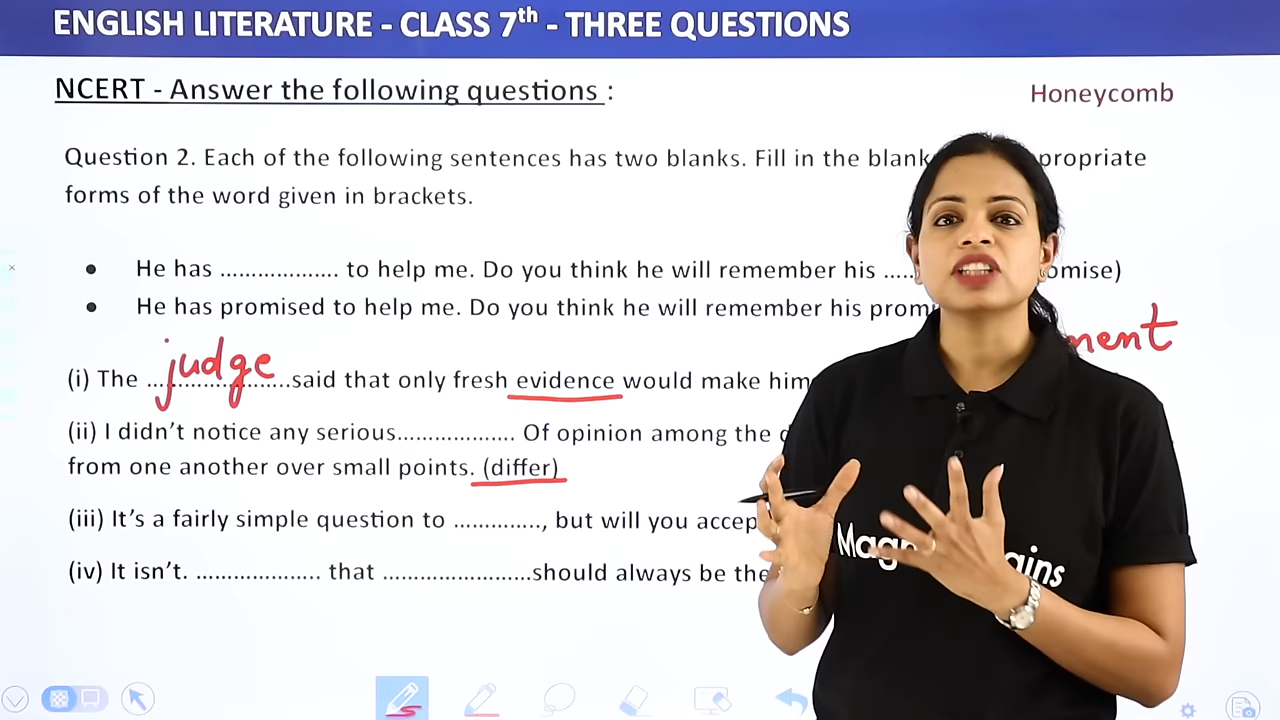 ENGLISH LITERATURE - CLASS 7th - THREE QUESTIONS
NCERT - Answer the following questions :
Honeycomb
Question 2. Each of the following sentences has two blanks. Fill in the
forms of the word given in brackets.
● He has ................... to help me. Do you think he will remember his .....
● He has promised to help me. Do you think he will remember his
judge
(i) The ........................said that only fresh evidence would make him
(ii) I didn't notice any serious.................. Of opinion among the
from one another over small points. (differ)
(iii) It's a fairly simple question to .............., but will you
(iv) It isn't. .................... that ........................should always be the